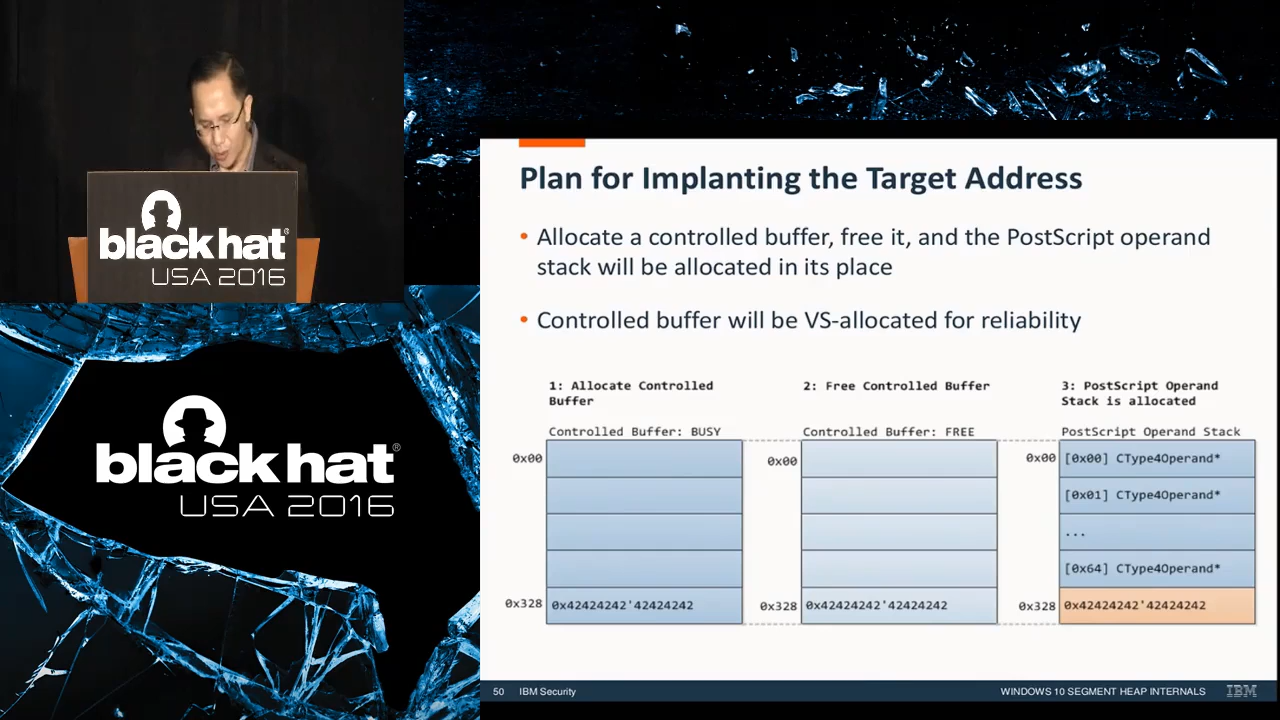 black hat®
USA 2016
black hat®
USA 2016
Plan for Implanting the Target Address
• Allocate a controlled buffer, free it, and the PostScript operand
stack will be allocated in its place
• Controlled buffer will be VS-allocated for reliability
1: Allocate Controlled
Buffer
Controlled Buffer: BUSY
0x00
0x328 0x42424242'42424242
2: Free Controlled Buffer
Controlled Buffer: FREE
0x00
0x328 0x42424242'42424242
3: PostScript Operand
Stack is allocated
PostScript Operand Stack
0x00 [0x00] CType4Operand*
[0x01] CType4Operand*
...
[0x64] CType4Operand*
0x328 0x42424242'42424242
50 IBM Security WINDOWS 10 SEGMENT HEAP INTERNALS IBM